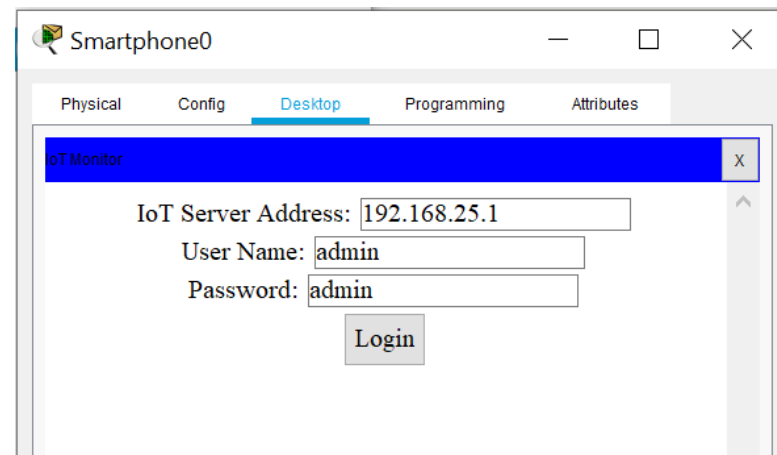 Smartphone0
Physical Config Desktop Programming Attributes
IoT Monitor X
IoT Server Address: 192.168.25.1
User Name: admin
Password: admin
Login